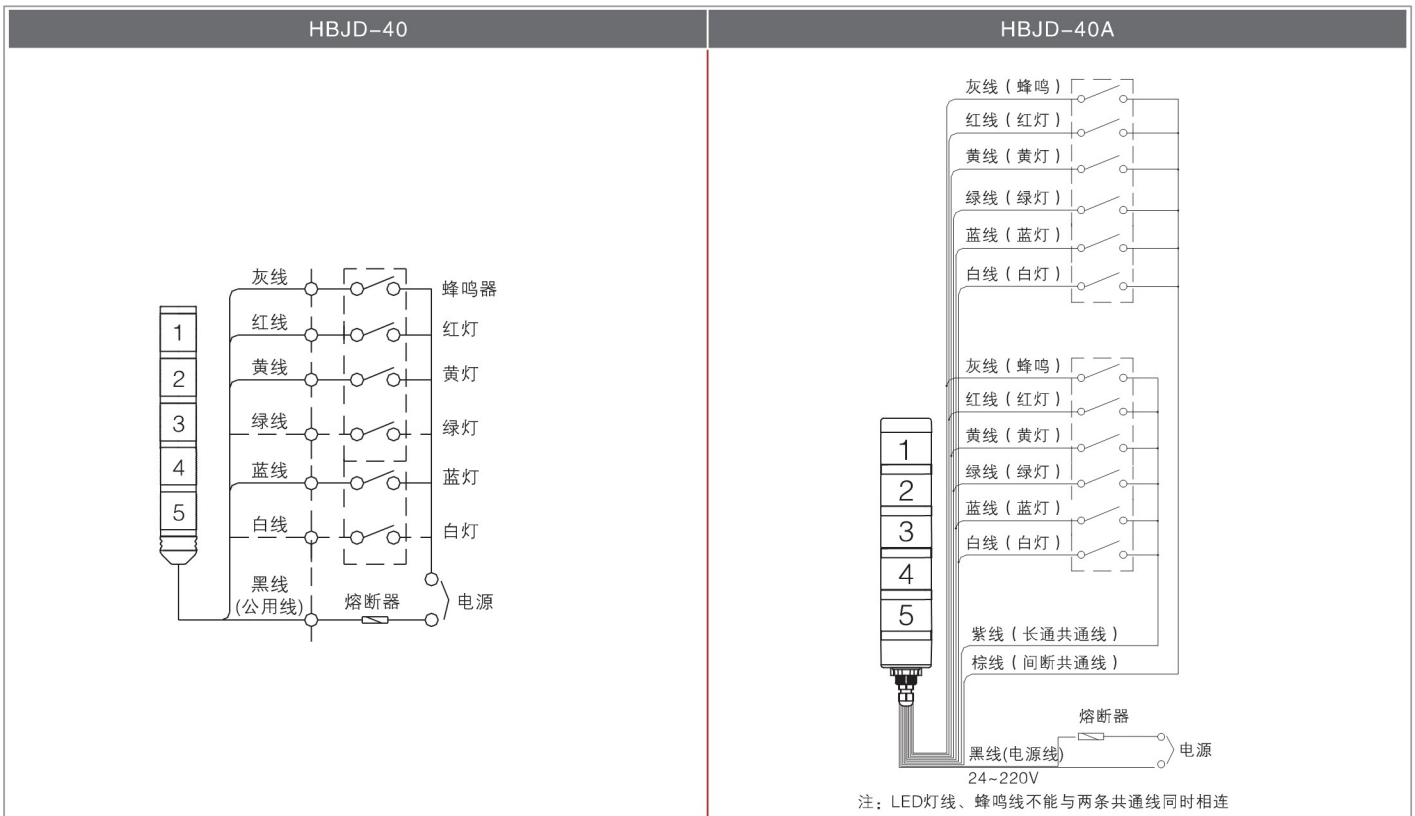 HBJD-40
灰线
蜂鸣器
红线
红灯
黄线
黄灯
绿线
绿灯
蓝线
蓝灯
白线
白灯
黑线
(公用线)
熔断器
电源
1
2
3
4
5
HBJD-40A
灰线（蜂鸣）
红线（红灯）
黄线（黄灯）
绿线（绿灯）
蓝线（蓝灯）
白线（白灯）
灰线（蜂鸣）
红线（红灯）
黄线（黄灯）
绿线（绿灯）
蓝线（蓝灯）
白线（白灯）
1
2
3
4
5
紫线（长通共通线）
棕线（间断共通线）
熔断器
黑线(电源线)
电源
24~220V
注：LED灯线、蜂鸣线不能与两条共通线同时相连